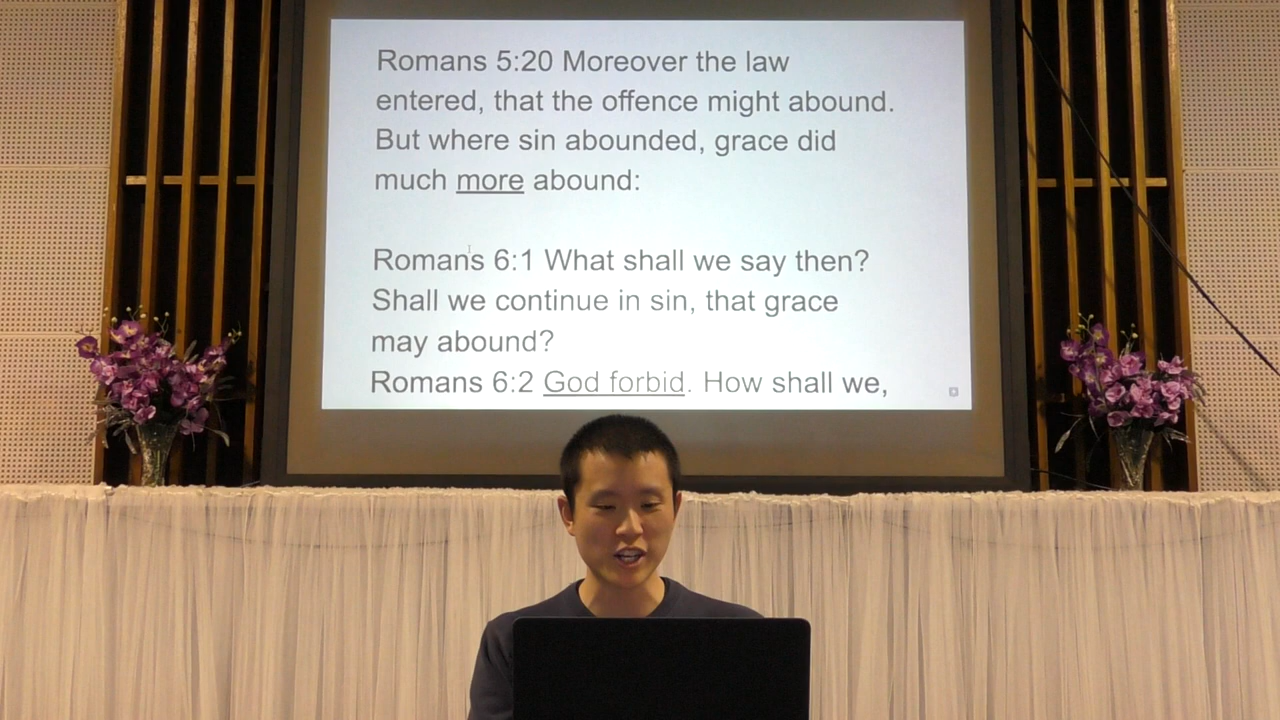 Romans 5:20 Moreover the law
entered, that the offence might abound.
But where sin abounded, grace did
much more abound:
Romans 6:1 What shall we say then?
Shall we continue in sin, that grace
may abound?
Romans 6:2 God forbid. How shall we,